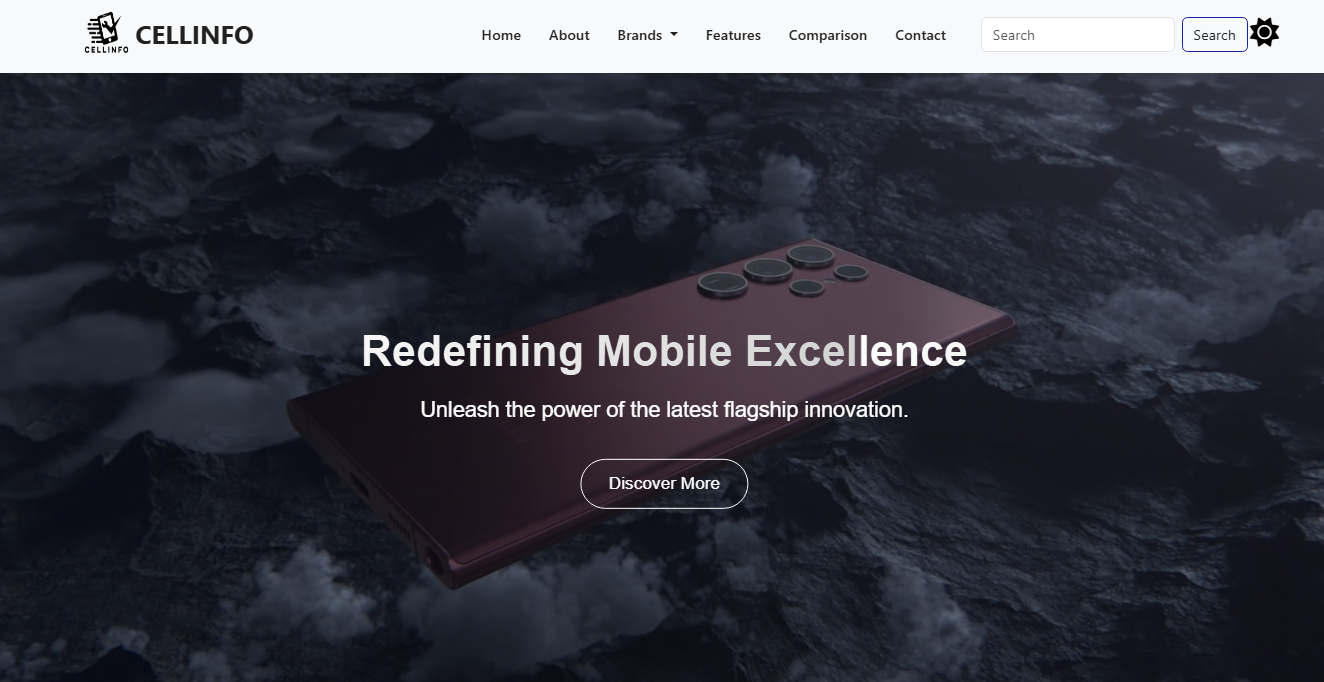 CELLINFO
CELLINFO
Home
About
Brands
Features
Comparison
Contact
Search
Search
Redefining Mobile Excellence
Unleash the power of the latest flagship innovation.
Discover More